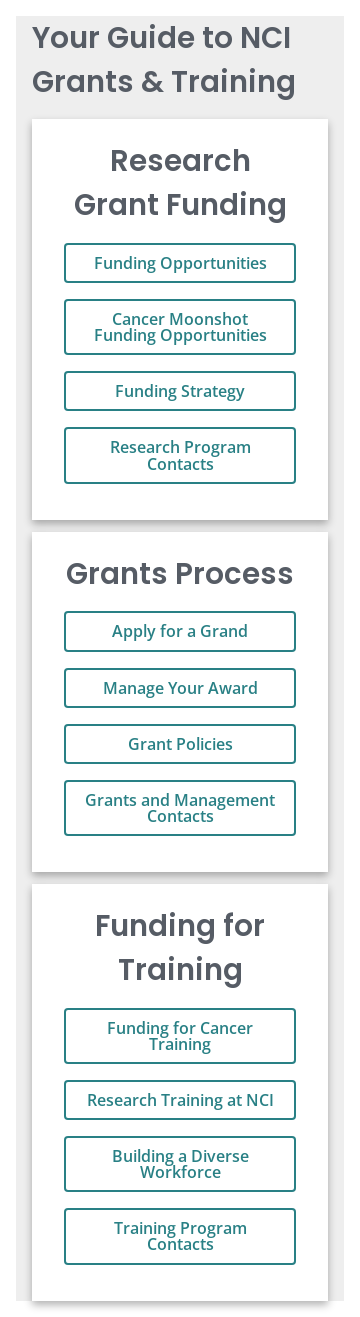 Your Guide to NCI
Grants & Training
Research
Grant Funding
Funding Opportunities
Cancer Moonshot
Funding Opportunities
Funding Strategy
Research Program
Contacts
Grants Process
Apply for a Grand
Manage Your Award
Grant Policies
Grants and Management
Contacts
Funding for
Training
Funding for Cancer
Training
Research Training at NCI
Building a Diverse
Workforce
Training Program
Contacts